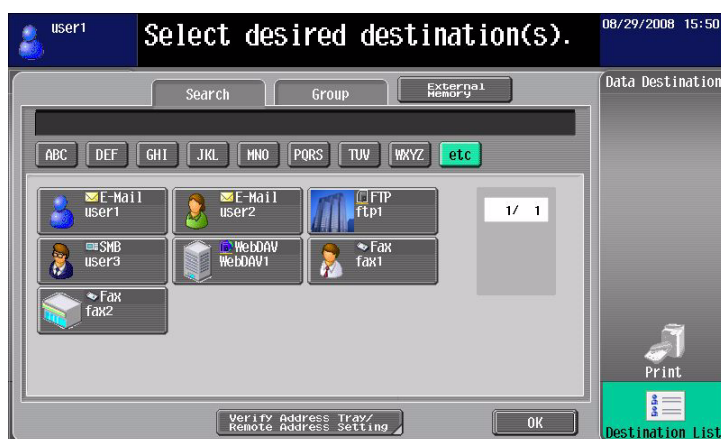 user1
Select desired destination(s).
08/29/2008 15:50
Search
Group
External
Memory
Data Destination
ABC DEF GHI JKL MNO PQRS TUV WXYZ etc
E-Mail
user1
E-Mail
user2
FTP
ftp1
1/ 1
SMB
user3
WebDAV
WebDAV1
Fax
fax1
Fax
fax2
Print
Verify Address Tray/
Remote Address Setting
OK
Destination List